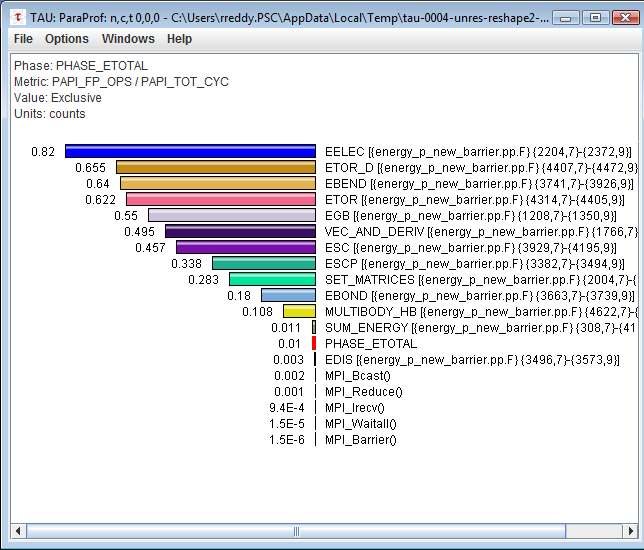 TAU: ParaProf: n,c,t 0,0,0 - C:\Users\rreddy.PSC\AppData\Local\Temp\tau-0004-unres-reshape2-...
File Options Windows Help
Phase: PHASE_ETOTAL
Metric: PAPI_FP_OPS / PAPI_TOT_CYC
Value: Exclusive
Units: counts
0.82 EELEC [{energy_p_new_barrier.pp.F} {2204,7}-{2372,9}]
0.655 ETOR_D [{energy_p_new_barrier.pp.F} {4407,7}-{4472,9}]
0.64 EBEND [{energy_p_new_barrier.pp.F} {3741,7}-{3926,9}]
0.622 ETOR [{energy_p_new_barrier.pp.F} {4314,7}-{4405,9}]
0.55 EGB [{energy_p_new_barrier.pp.F} {1208,7}-{1350,9}]
0.495 VEC_AND_DERIV [{energy_p_new_barrier.pp.F} {1766,7}-
0.457 ESC [{energy_p_new_barrier.pp.F} {3929,7}-{4195,9}]
0.338 ESCP [{energy_p_new_barrier.pp.F} {3382,7}-{3494,9}]
0.283 SET_MATRICES [{energy_p_new_barrier.pp.F} {2004,7}-{
0.18 EBOND [{energy_p_new_barrier.pp.F} {3663,7}-{3739,9}]
0.108 MULTIBODY_HB [{energy_p_new_barrier.pp.F} {4622,7}-{
0.011 SUM_ENERGY [{energy_p_new_barrier.pp.F} {308,7}-{41
0.01 PHASE_ETOTAL
0.003 EDIS [{energy_p_new_barrier.pp.F} {3496,7}-{3573,9}]
0.002 MPI_Bcast()
0.001 MPI_Reduce()
9.4E-4 MPI_Irecv()
1.5E-5 MPI_Waitall()
1.5E-6 MPI_Barrier()